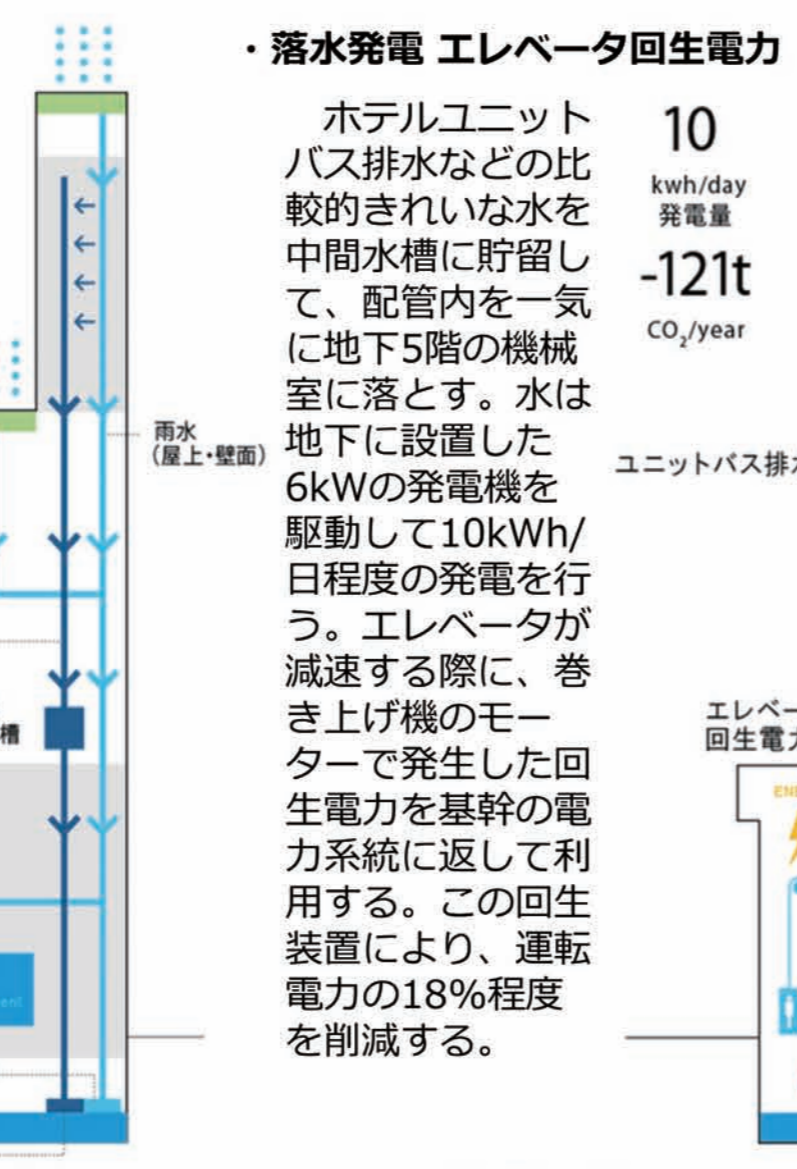 ・落水発電 エレベータ回生電力
ホテルユニット
バス排水などの比
較的きれいな水を
中間水槽に貯留し
て、配管内を一気
に地下5階の機械
室に落とす。水は
地下に設置した
6kWの発電機を
駆動して10kWh/
日程度の発電を行
う。エレベータが
減速する際に、巻
き上げ機のモー
ターで発生した回
生電力を基幹の電
力系統に返して利
用する。この回生
装置により、運転
電力の18%程度
を削減する。
10
kwh/day
発電量
-121t
CO₂/year
雨水
(屋上・壁面)
ユニットバス排
槽
エレベー
回生電